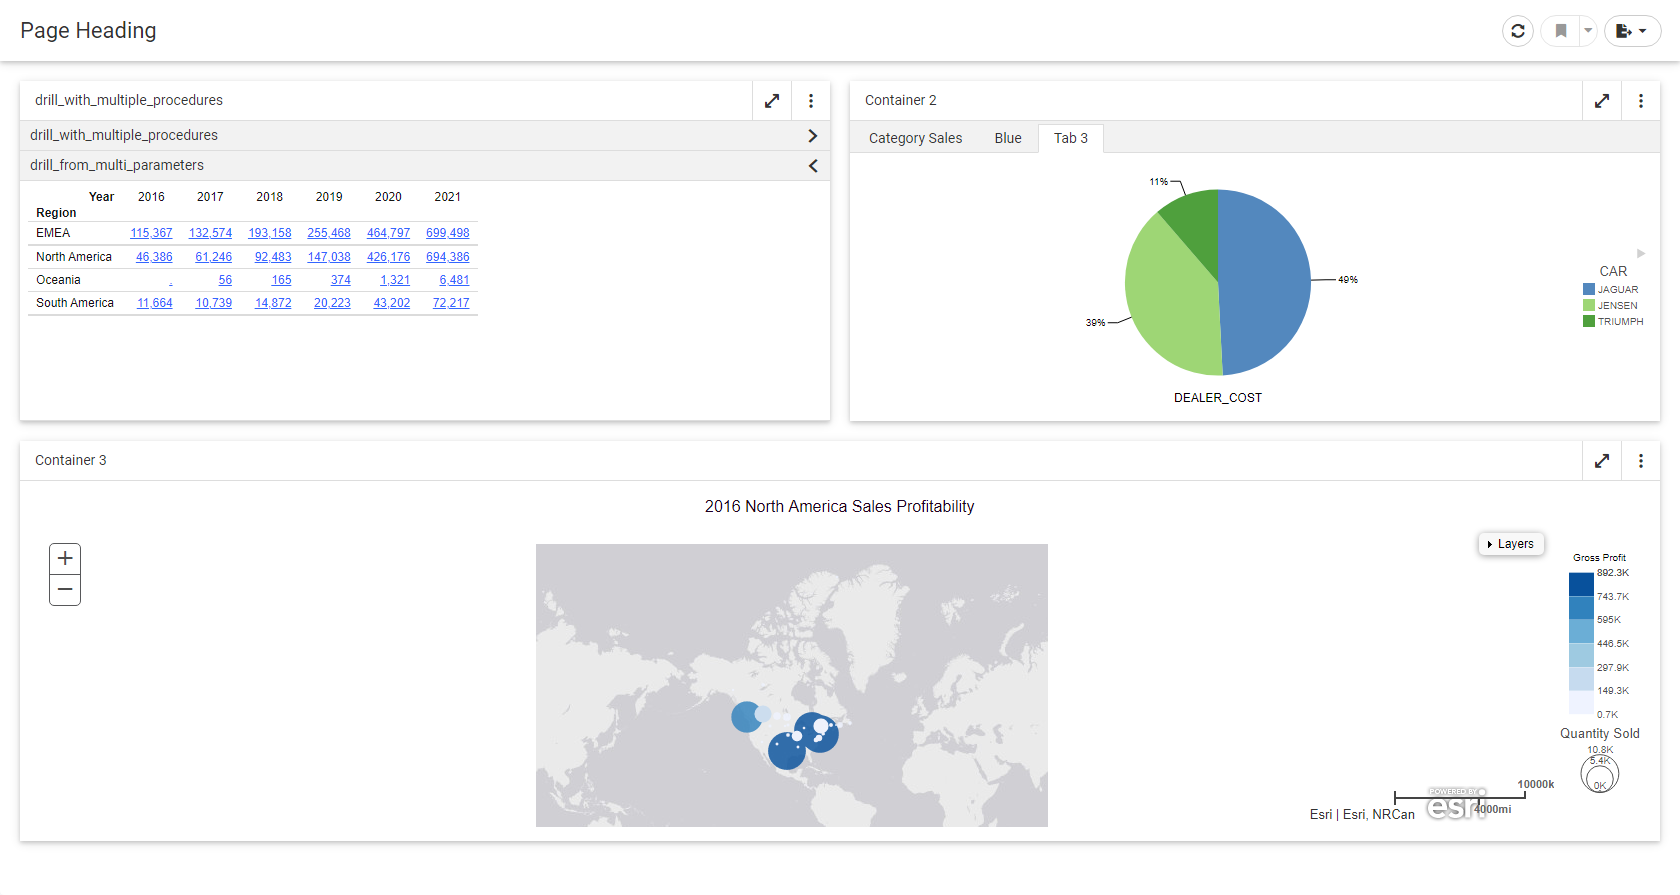 Page Heading
drill_with_multiple_procedures
drill_with_multiple_procedures
drill_from_multi_parameters
Year 2016 2017 2018 2019 2020 2021
Region
EMEA 115,367 132,574 193,158 255,468 464,797 699,498
North America 46,386 61,246 92,483 147,038 426,176 694,386
Oceania . 56 165 374 1,321 6,481
South America 11,664 10,739 14,872 20,223 43,202 72,217
Container 2
Category Sales Blue Tab 3
11%
49%
39%
DEALER_COST
CAR
JAGUAR
JENSEN
TRIUMPH
Container 3
2016 North America Sales Profitability
+
−
Layers
Gross Profit
892.3K
743.7K
595K
446.5K
297.9K
149.3K
0.7K
Quantity Sold
10.8K
5.4K
0K
10000k
4000mi
POWERED BY
esri
Esri | Esri, NRCan